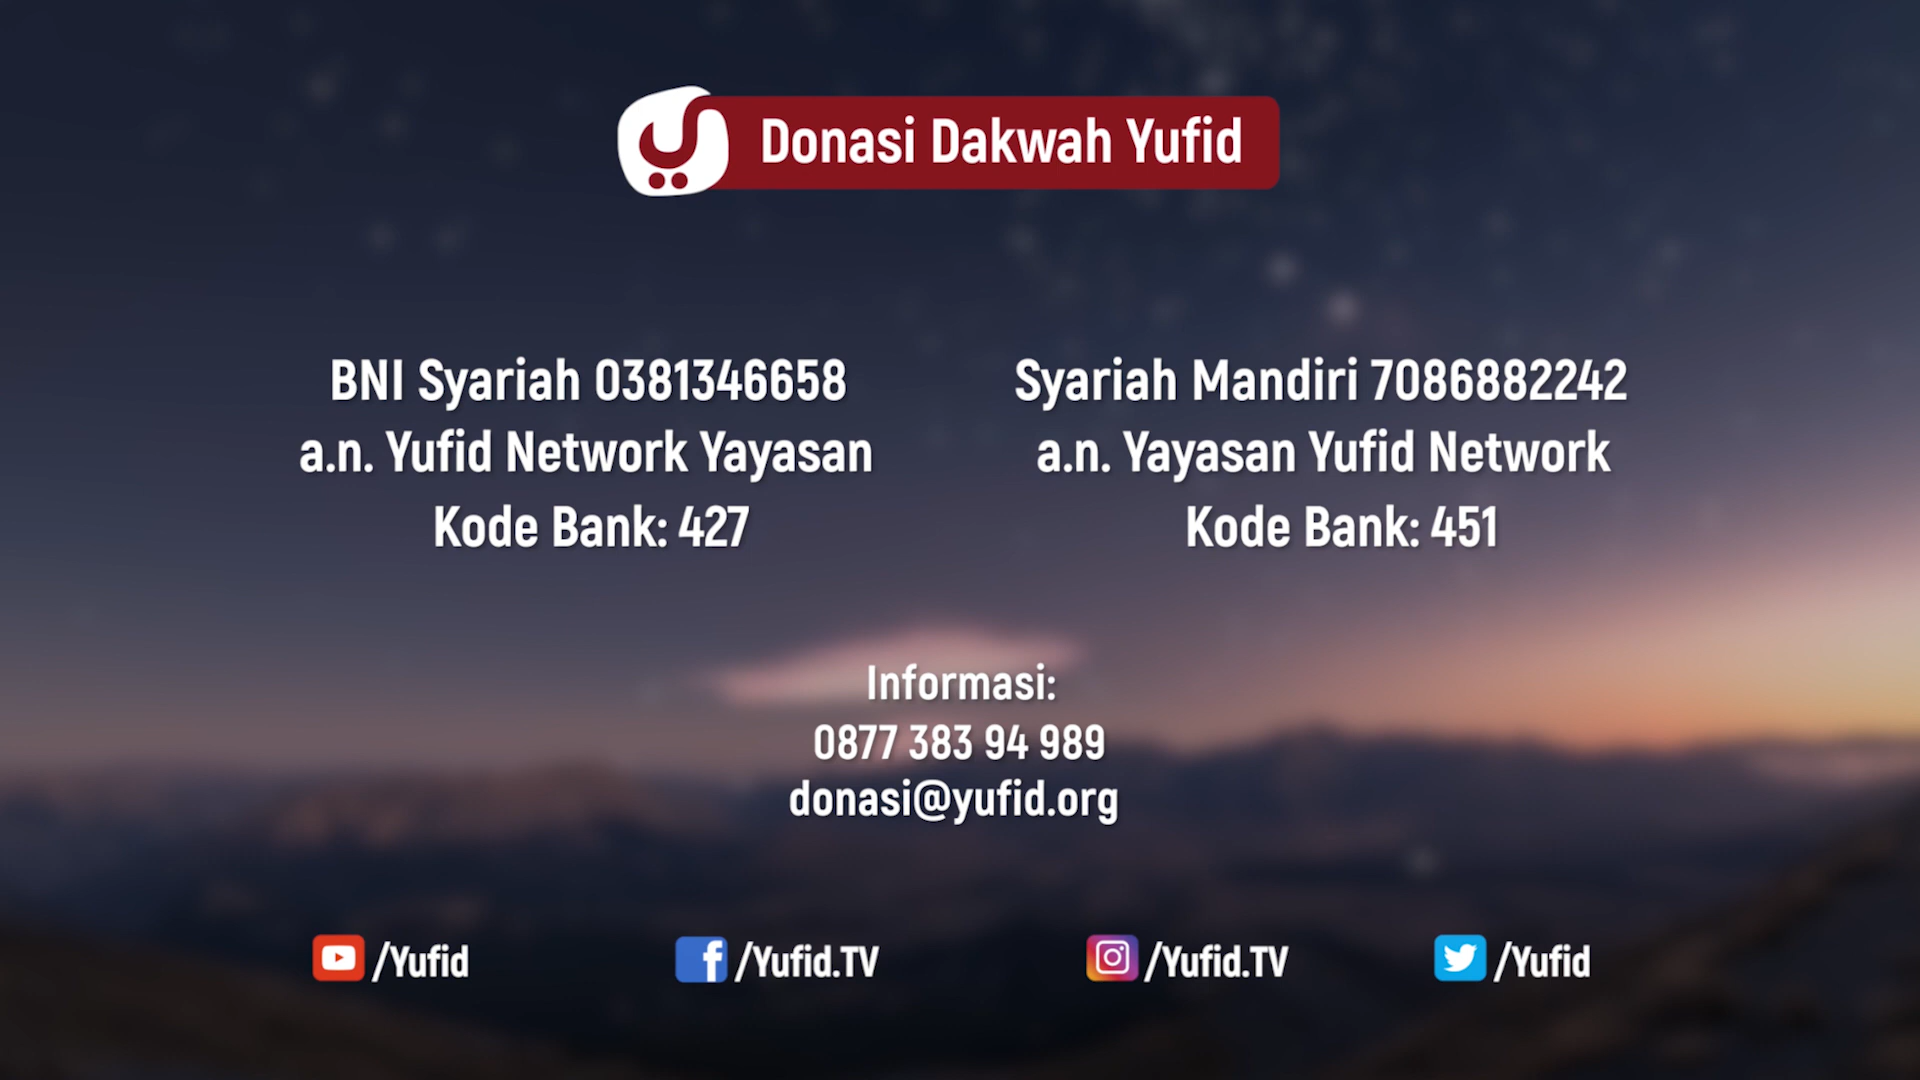 Donasi Dakwah Yufid
BNI Syariah 0381346658
a.n. Yufid Network Yayasan
Kode Bank: 427
Syariah Mandiri 7086882242
a.n. Yayasan Yufid Network
Kode Bank: 451
Informasi:
0877 383 94 989
donasi@yufid.org
/Yufid
/Yufid.TV
/Yufid.TV
/Yufid